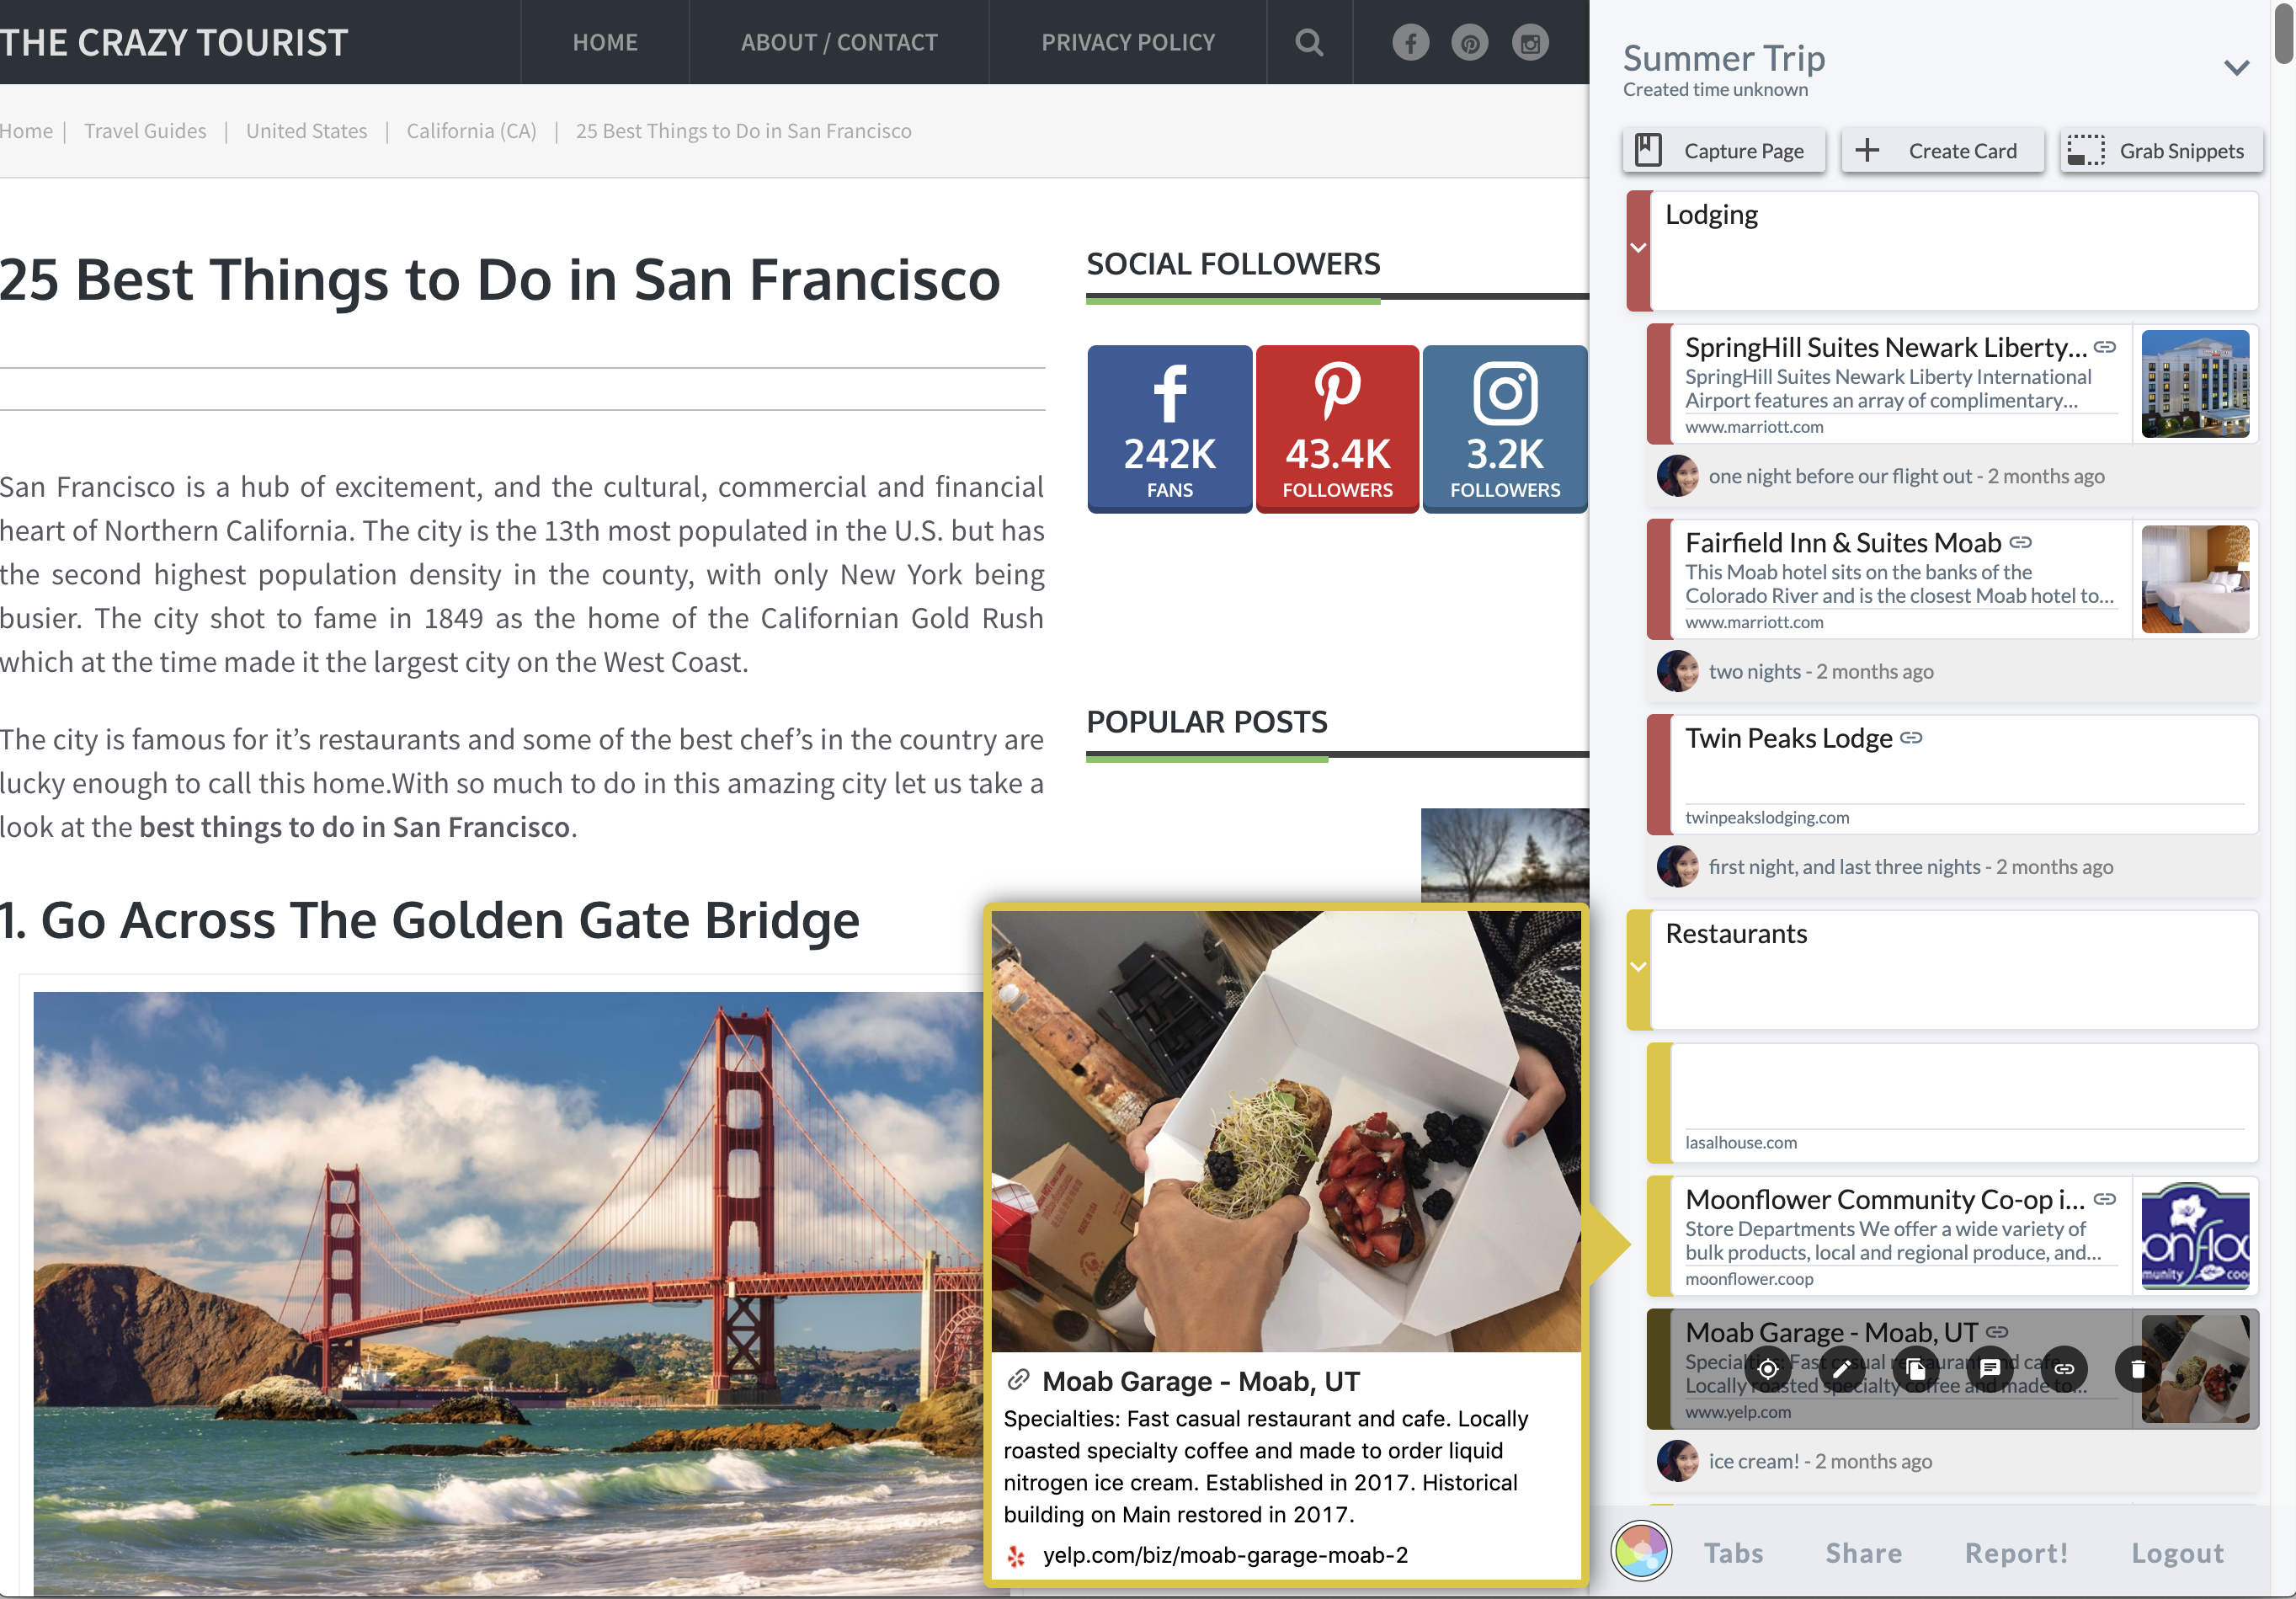 THE CRAZY TOURIST
HOME
ABOUT / CONTACT
PRIVACY POLICY
Home | Travel Guides | United States | California (CA) | 25 Best Things to Do in San Francisco
25 Best Things to Do in San Francisco
San Francisco is a hub of excitement, and the cultural, commercial and financial
heart of Northern California. The city is the 13th most populated in the U.S. but has
the second highest population density in the county, with only New York being
busier. The city shot to fame in 1849 as the home of the Californian Gold Rush
which at the time made it the largest city on the West Coast.
The city is famous for it's restaurants and some of the best chef's in the country are
lucky enough to call this home.With so much to do in this amazing city let us take a
look at the best things to do in San Francisco.
1. Go Across The Golden Gate Bridge
SOCIAL FOLLOWERS
242K
FANS
43.4K
FOLLOWERS
3.2K
FOLLOWERS
POPULAR POSTS
Moab Garage - Moab, UT
Specialties: Fast casual restaurant and cafe. Locally
roasted specialty coffee and made to order liquid
nitrogen ice cream. Established in 2017. Historical
building on Main restored in 2017.
yelp.com/biz/moab-garage-moab-2
Summer Trip
Created time unknown
Capture Page
Create Card
Grab Snippets
Lodging
SpringHill Suites Newark Liberty...
SpringHill Suites Newark Liberty International
Airport features an array of complimentary...
www.marriott.com
one night before our flight out - 2 months ago
Fairfield Inn & Suites Moab
This Moab hotel sits on the banks of the
Colorado River and is the closest Moab hotel to...
www.marriott.com
two nights - 2 months ago
Twin Peaks Lodge
twinpeakslodging.com
first night, and last three nights - 2 months ago
Restaurants
lasalhouse.com
Moonflower Community Co-op i...
Store Departments We offer a wide variety of
bulk products, local and regional produce, and...
moonflower.coop
onfloo
munity coo
Moab Garage - Moab, UT
Specialties: Fast casual restaurant and cafe.
Locally roasted specialty coffee and made to...
www.yelp.com
ice cream! - 2 months ago
Tabs
Share
Report!
Logout